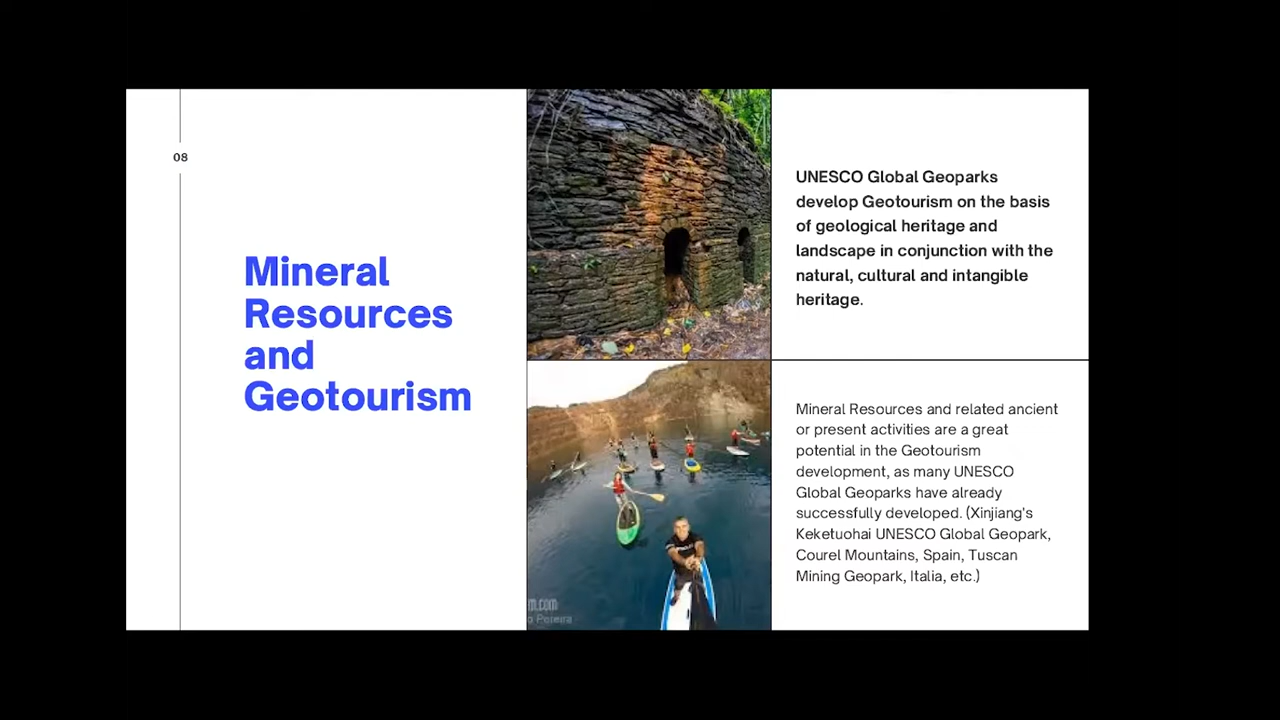 08
Mineral
Resources
and
Geotourism
UNESCO Global Geoparks
develop Geotourism on the basis
of geological heritage and
landscape in conjunction with the
natural, cultural and intangible
heritage.
Mineral Resources and related ancient
or present activities are a great
potential in the Geotourism
development, as many UNESCO
Global Geoparks have already
successfully developed. (Xinjiang's
Keketuohai UNESCO Global Geopark,
Courel Mountains, Spain, Tuscan
Mining Geopark, Italia, etc.)
m.com
o Pereira